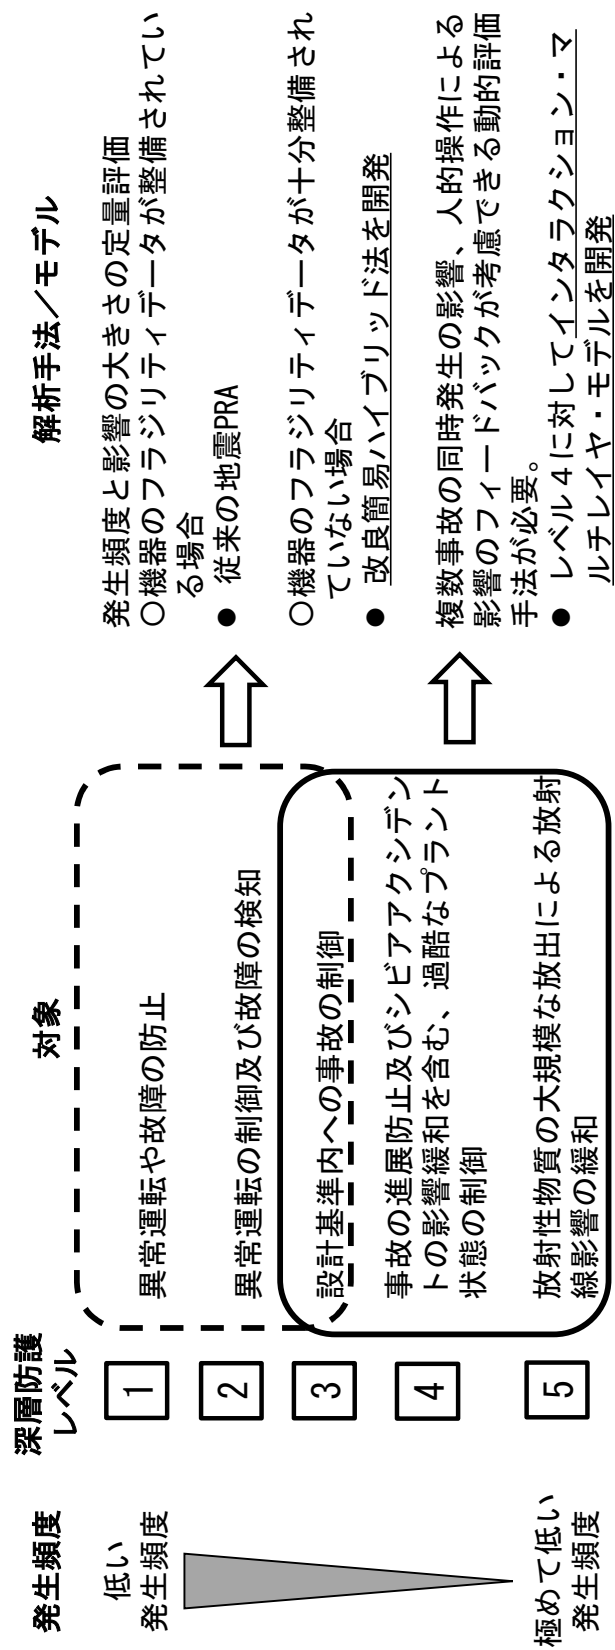 発生頻度
低い
発生頻度
極めて低い
発生頻度
深層防護
レベル
1
2
3
4
5
対象
異常運転や故障の防止
異常運転の制御及び故障の検知
設計基準内への事故の制御
事故の進展防止及びシビアアクシデン
トの影響緩和を含む、過酷なプラント
状態の制御
放射性物質の大規模な放出による放射
線影響の緩和
解析手法／モデル
発生頻度と影響の大きさの定量評価
〇機器のフラジリティデータが整備されてい
る場合
● 従来の地震PRA
〇機器のフラジリティデータが十分整備され
ていない場合
● 改良簡易ハイブリッド法を開発
複数事故の同時発生の影響、人的操作による
影響のフィードバックが考慮できる動的評価
手法が必要。
● レベル４に対してインタラクション・マ
ルチレイヤ・モデルを開発